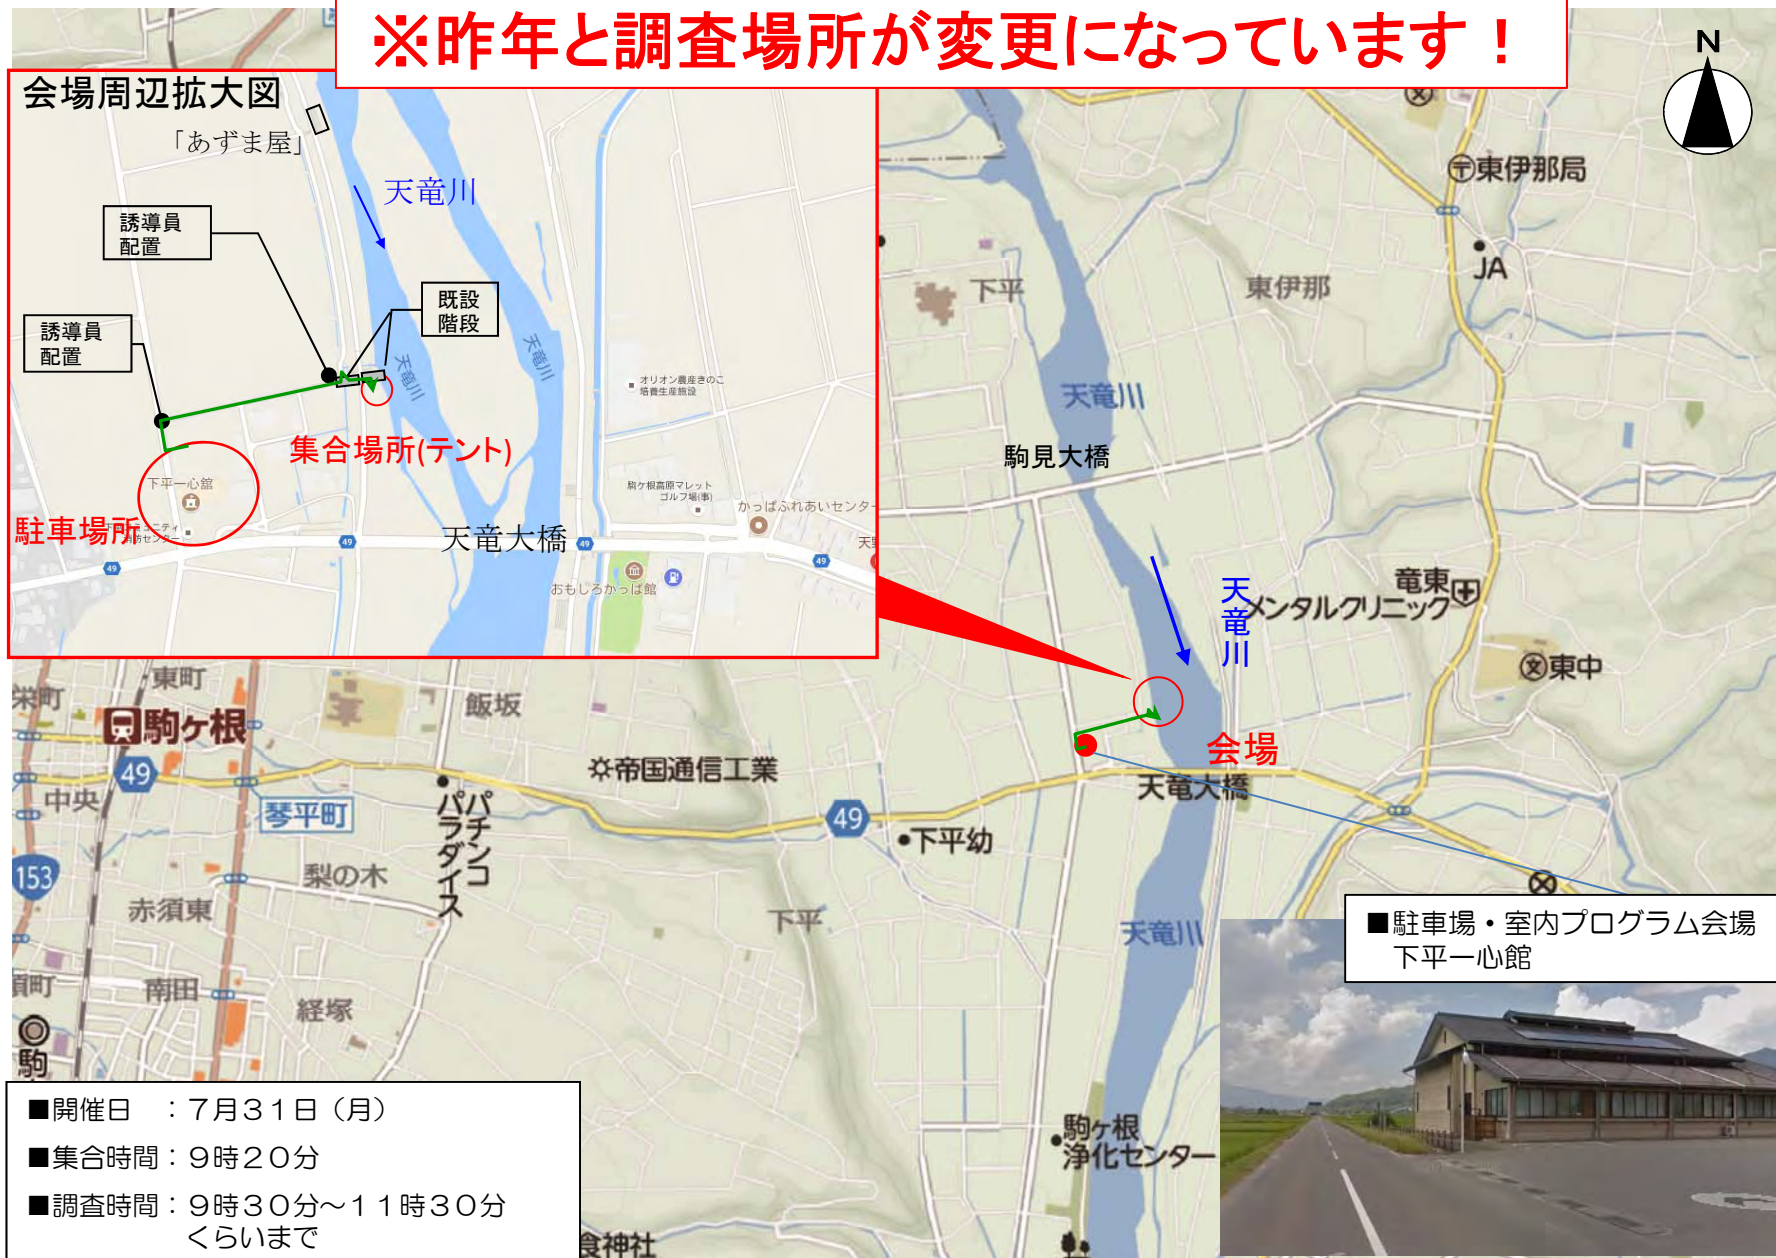 ※昨年と調査場所が変更になっています！
N
会場周辺拡大図
「あずま屋」
天竜川
誘導員
配置
誘導員
配置
既設
階段
天竜川
天竜川
オリオン農産きのこ
培養生産施設
集合場所(テント)
下平一心館
駐車場所
駒ケ根高原マレット
ゴルフ場(事)
かっぱふれあいセンター
天竜大橋
49
49
49
49
おもしろかっぱ館
東伊那局
JA
下平
東伊那
天竜川
駒見大橋
天竜川
竜東
メンタルクリニック
東中
会場
天竜大橋
栄町
東町
飯坂
駒ヶ根
49
中央
琴平町
帝国通信工業
パチンコ
パラダイス
49
下平幼
153
梨の木
赤須東
下平
天竜川
南田
経塚
駒
駒ヶ根
浄化センター
食神社
■駐車場・室内プログラム会場
下平一心館
■開催日　：７月３１日（月）
■集合時間：９時２０分
■調査時間：９時３０分～１１時３０分
くらいまで